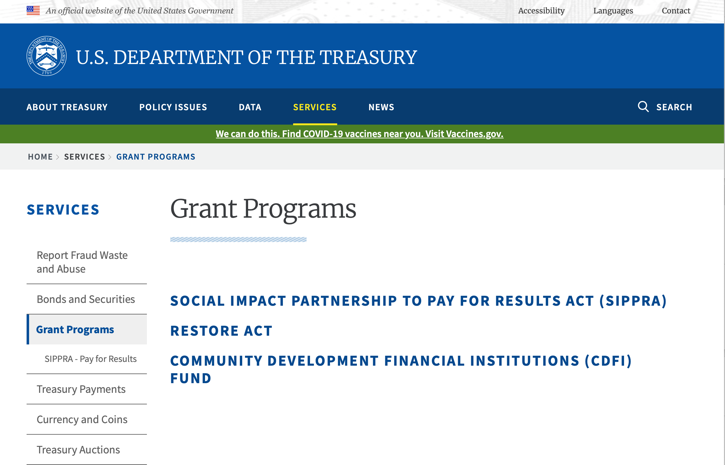 An official website of the United States Government
Accessibility Languages Contact
U.S. DEPARTMENT OF THE TREASURY
ABOUT TREASURY POLICY ISSUES DATA SERVICES NEWS SEARCH
We can do this. Find COVID-19 vaccines near you. Visit Vaccines.gov.
HOME SERVICES GRANT PROGRAMS
SERVICES
Report Fraud Waste
and Abuse
Bonds and Securities
Grant Programs
SIPPRA - Pay for Results
Treasury Payments
Currency and Coins
Treasury Auctions
Grant Programs
SOCIAL IMPACT PARTNERSHIP TO PAY FOR RESULTS ACT (SIPPRA)
RESTORE ACT
COMMUNITY DEVELOPMENT FINANCIAL INSTITUTIONS (CDFI)
FUND